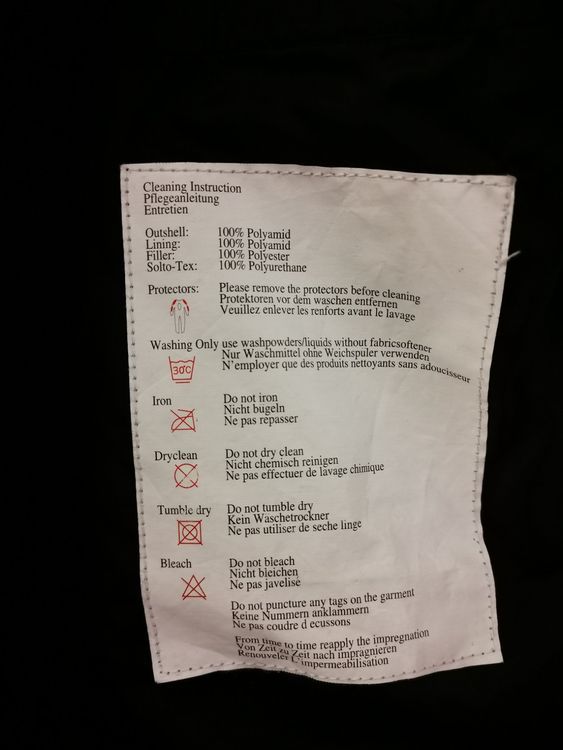 Cleaning Instruction
Pflegeanleitung
Entretien
Outshell: 100% Polyamid
Lining: 100% Polyamid
Filler: 100% Polyester
Solto-Tex: 100% Polyurethane
Protectors: Please remove the protectors before cleaning
Protektoren vor dem waschen entfernen
Veuillez enlever les renforts avant le lavage
Washing Only use washpowders/liquids without fabricsoftener
Nur Waschmittel ohne Weichspuler verwenden
30°C N'employer que des produits nettoyants sans adoucisseur
Iron Do not iron
Nicht bugeln
Ne pas repasser
Dryclean Do not dry clean
Nicht chemisch reinigen
Ne pas effectuer de lavage chimique
Tumble dry Do not tumble dry
Kein Waschetrockner
Ne pas utiliser de seche linge
Bleach Do not bleach
Nicht bleichen
Ne pas javelise
Do not puncture any tags on the garment
Keine Nummern anklammern
Ne pas coudre d ecussons
From time to time reapply the impregnation
Von Zeit zu Zeit nach impragnieren
Renouveler L'impermeabilisation